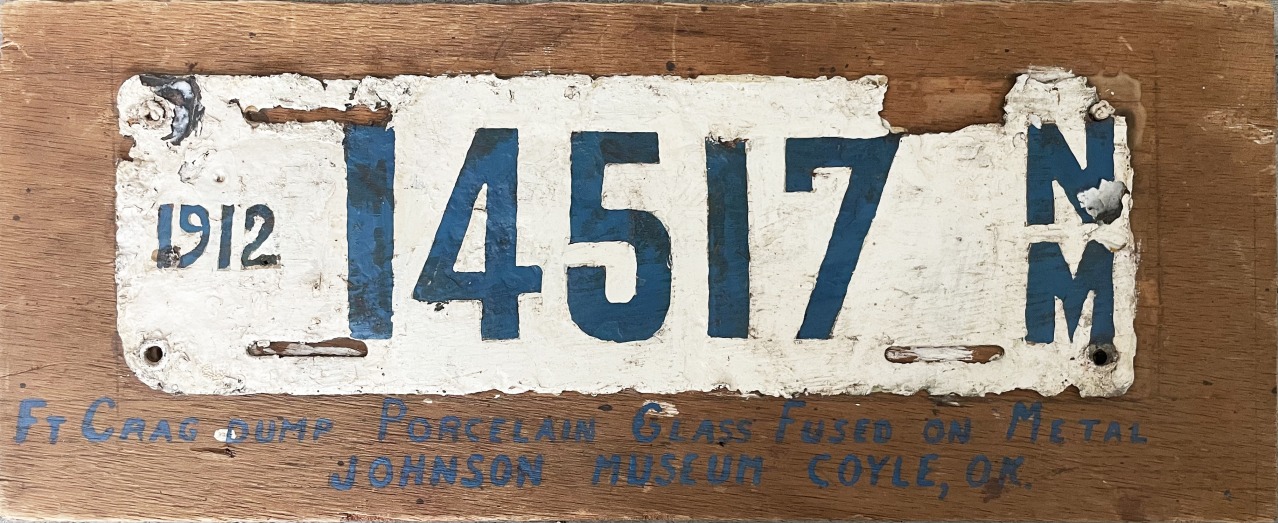 1912 14517 N
M
Ft Crag dump Porcelain Glass Fused on Metal
JOHNSON MUSEUM COYLE, OK.